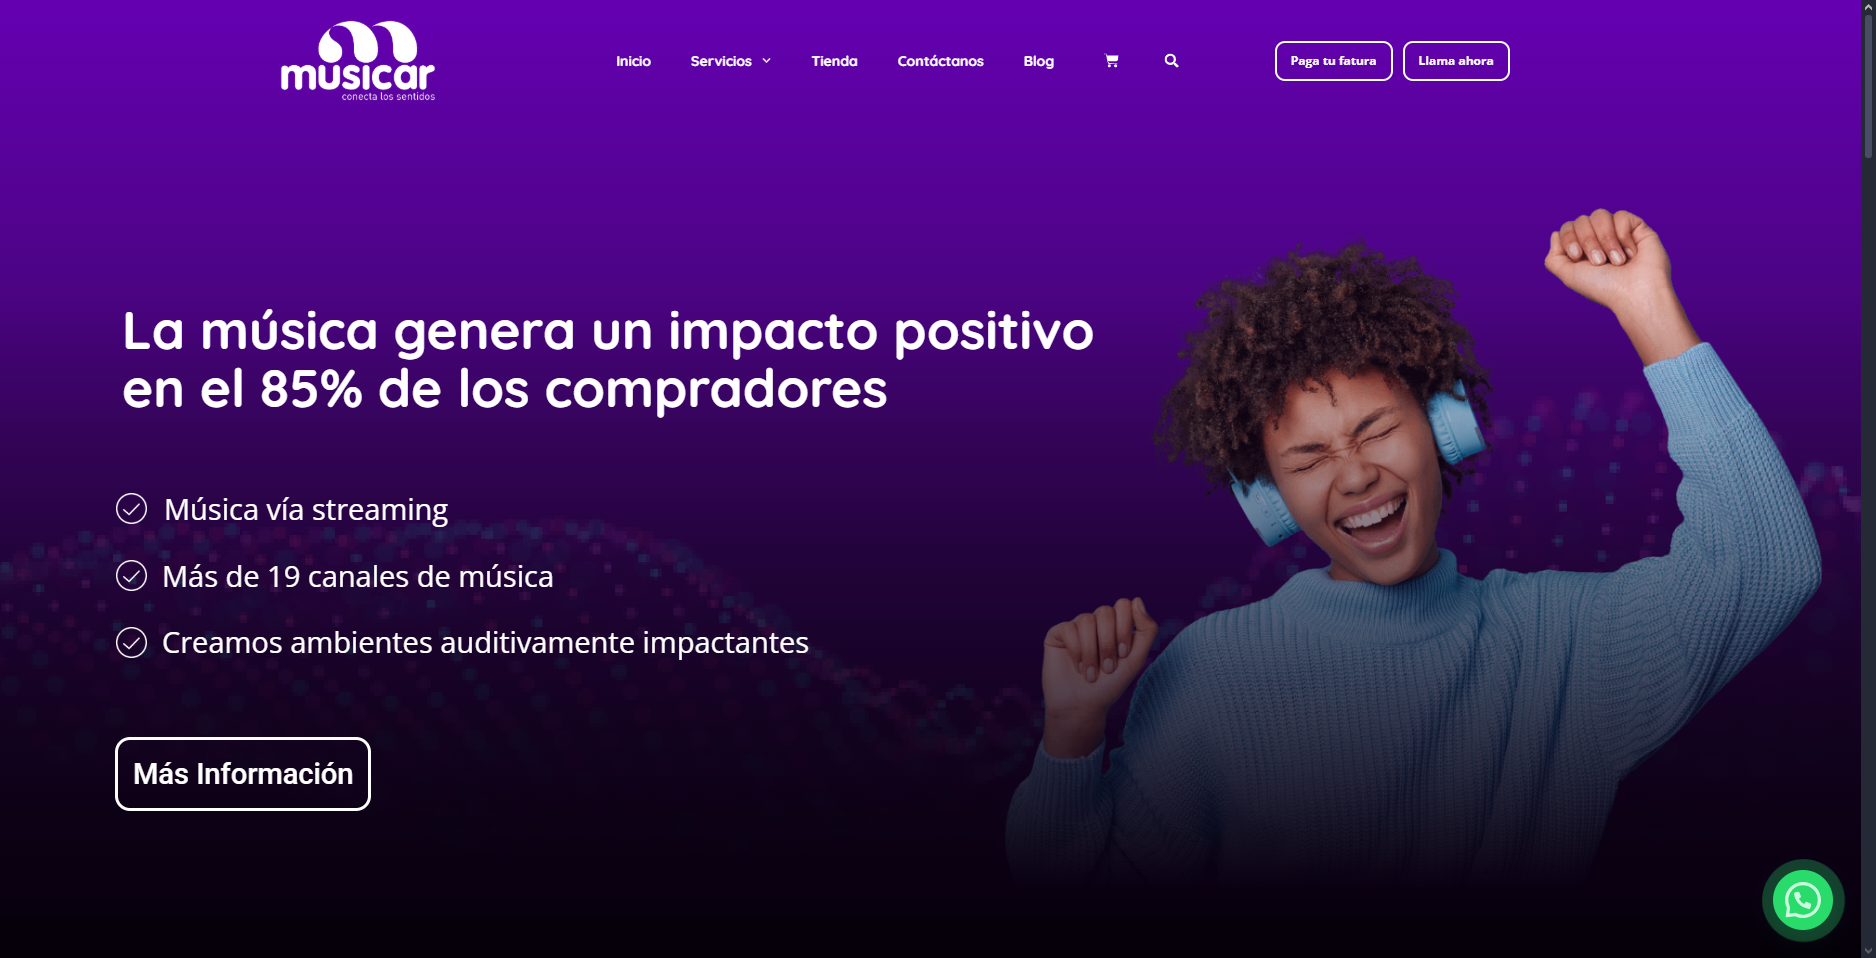 musicar
conecta los sentidos
Inicio
Servicios
Tienda
Contáctanos
Blog
Paga tu fatura
Llama ahora
La música genera un impacto positivo
en el 85% de los compradores
Música vía streaming
Más de 19 canales de música
Creamos ambientes auditivamente impactantes
Más Información